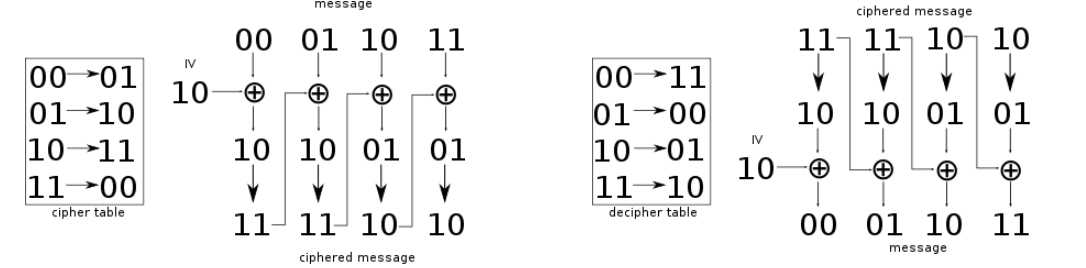 message
00 01 10 11
IV
10 ⊕ ⊕ ⊕ ⊕
10 10 01 01
11 11 10 10
ciphered message
00→01
01→10
10→11
11→00
cipher table
ciphered message
11 11 10 10
10 10 01 01
IV
10 ⊕ ⊕ ⊕ ⊕
00 01 10 11
message
00→11
01→00
10→01
11→10
decipher table